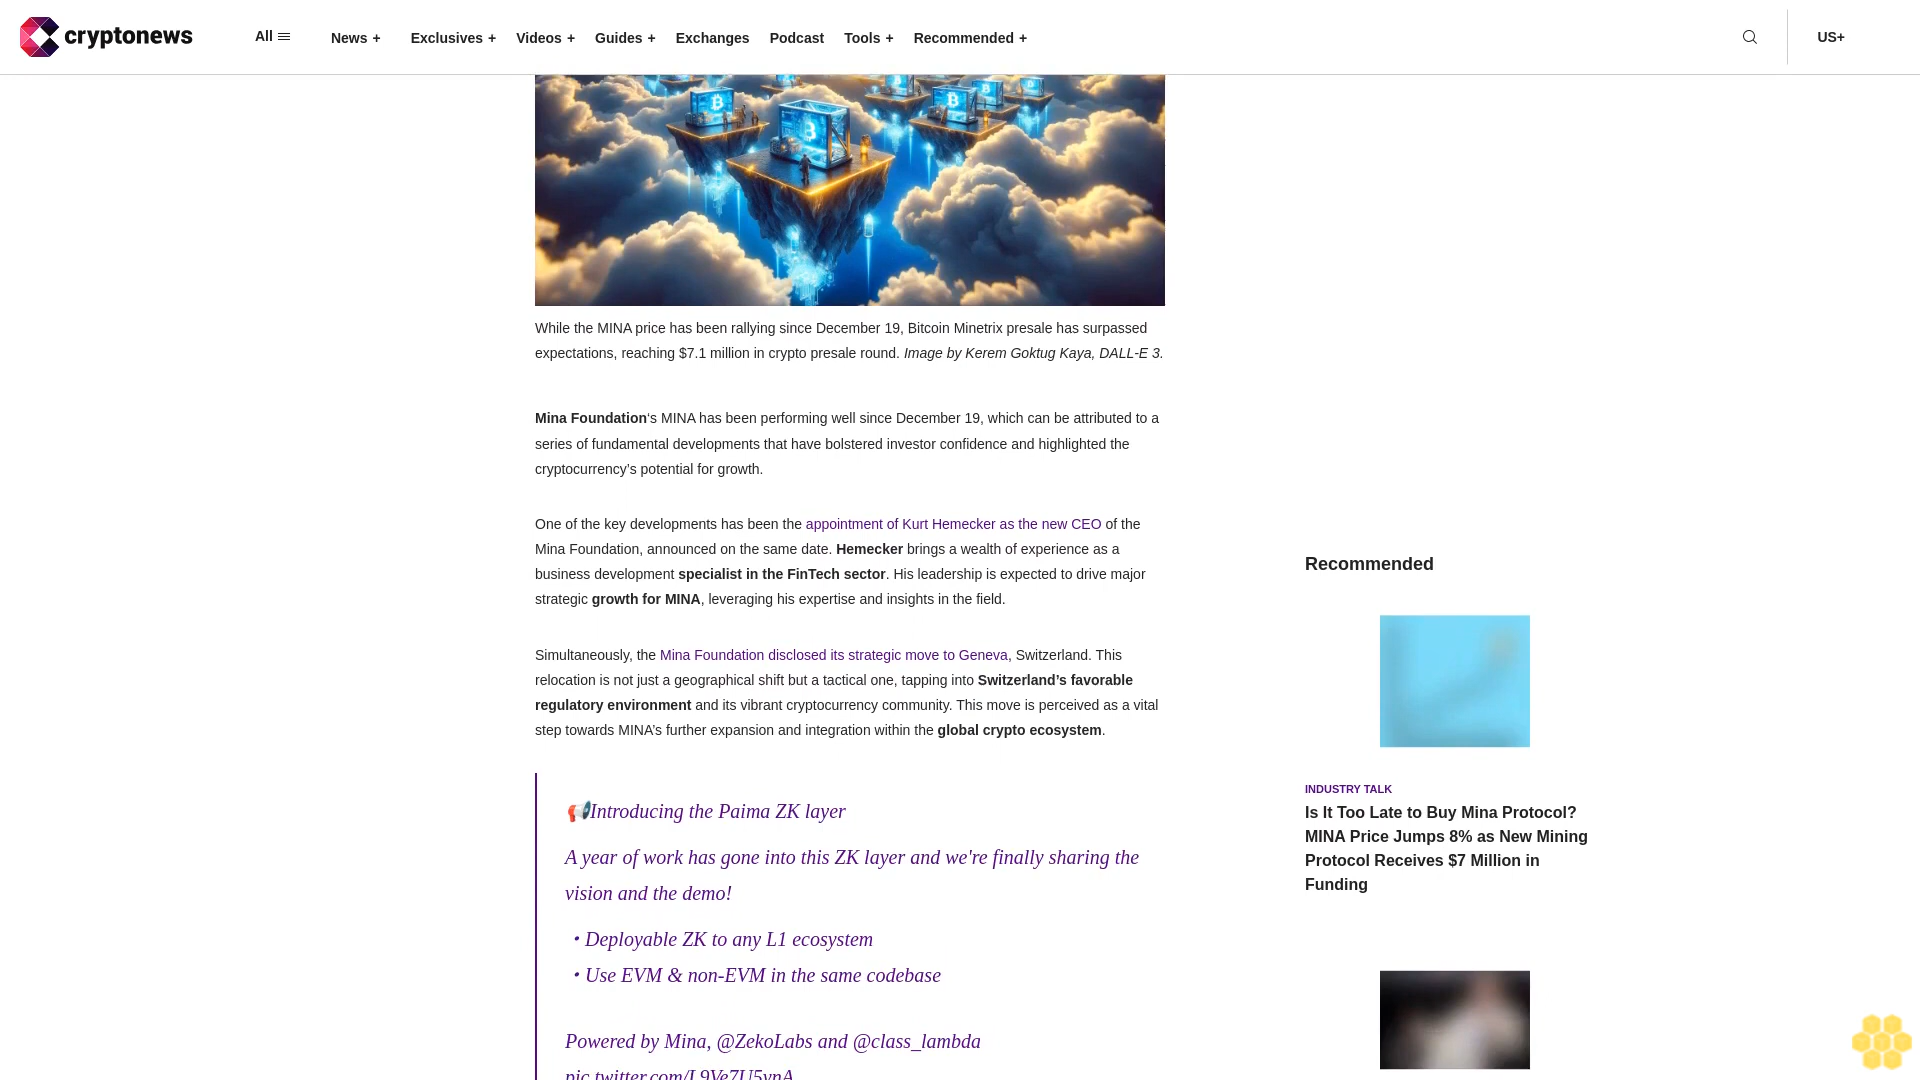 cryptonews
All
News +
Exclusives +
Videos +
Guides +
Exchanges
Podcast
Tools +
Recommended +
US+
While the MINA price has been rallying since December 19, Bitcoin Minetrix presale has surpassed
expectations, reaching $7.1 million in crypto presale round. Image by Kerem Goktug Kaya, DALL-E 3.
Mina Foundation‘s MINA has been performing well since December 19, which can be attributed to a
series of fundamental developments that have bolstered investor confidence and highlighted the
cryptocurrency’s potential for growth.
One of the key developments has been the appointment of Kurt Hemecker as the new CEO of the
Mina Foundation, announced on the same date. Hemecker brings a wealth of experience as a
business development specialist in the FinTech sector. His leadership is expected to drive major
strategic growth for MINA, leveraging his expertise and insights in the field.
Simultaneously, the Mina Foundation disclosed its strategic move to Geneva, Switzerland. This
relocation is not just a geographical shift but a tactical one, tapping into Switzerland’s favorable
regulatory environment and its vibrant cryptocurrency community. This move is perceived as a vital
step towards MINA’s further expansion and integration within the global crypto ecosystem.
📢Introducing the Paima ZK layer
A year of work has gone into this ZK layer and we're finally sharing the
vision and the demo!
・Deployable ZK to any L1 ecosystem
・Use EVM & non-EVM in the same codebase
Powered by Mina, @ZekoLabs and @class_lambda
pic.twitter.com/L9Ve7U5vnA
Recommended
INDUSTRY TALK
Is It Too Late to Buy Mina Protocol?
MINA Price Jumps 8% as New Mining
Protocol Receives $7 Million in
Funding